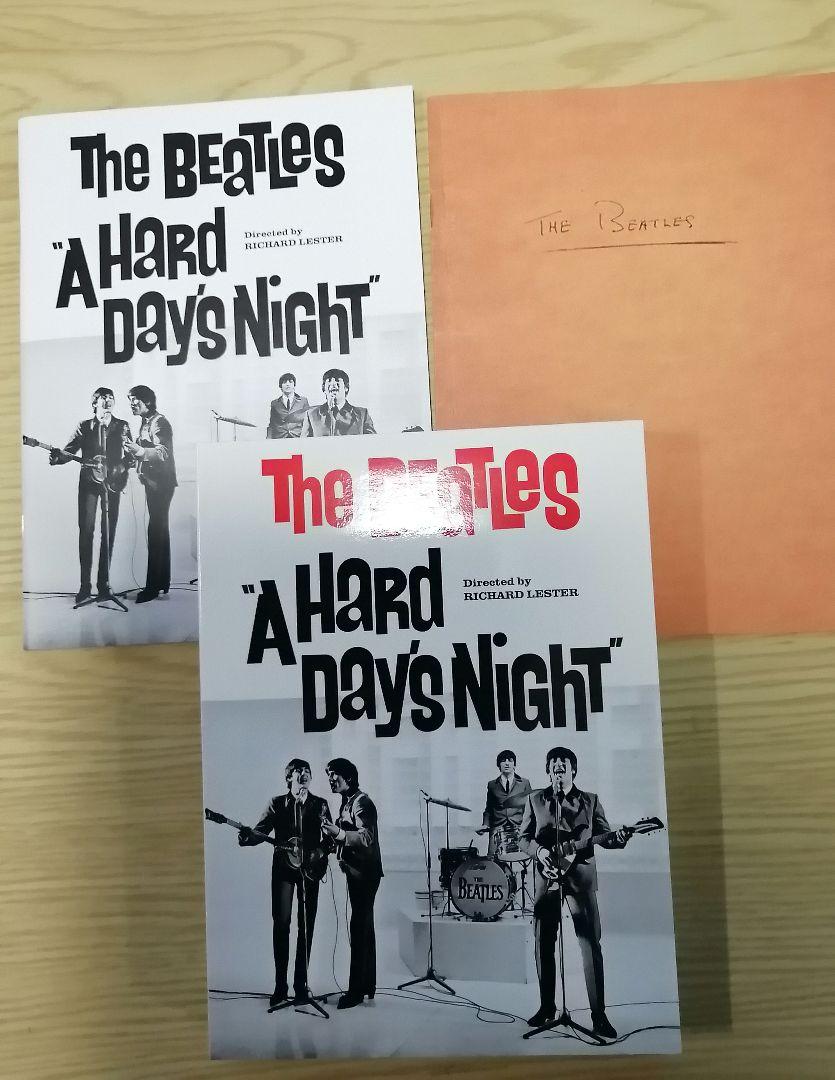 The BEATLES
"A HARD
DAY'S NIGHT"
Directed by
RICHARD LESTER
THE BEATLES
The BEATLES
"A HARD
DAY'S NIGHT"
Directed by
RICHARD LESTER
THE
BEATLES